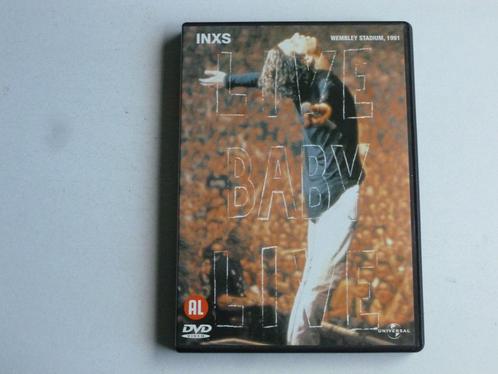 INXS
WEMBLEY STADIUM, 1991
LIVE
BABY
LIVE
AL
DVD
VIDEO
UNIVERSAL